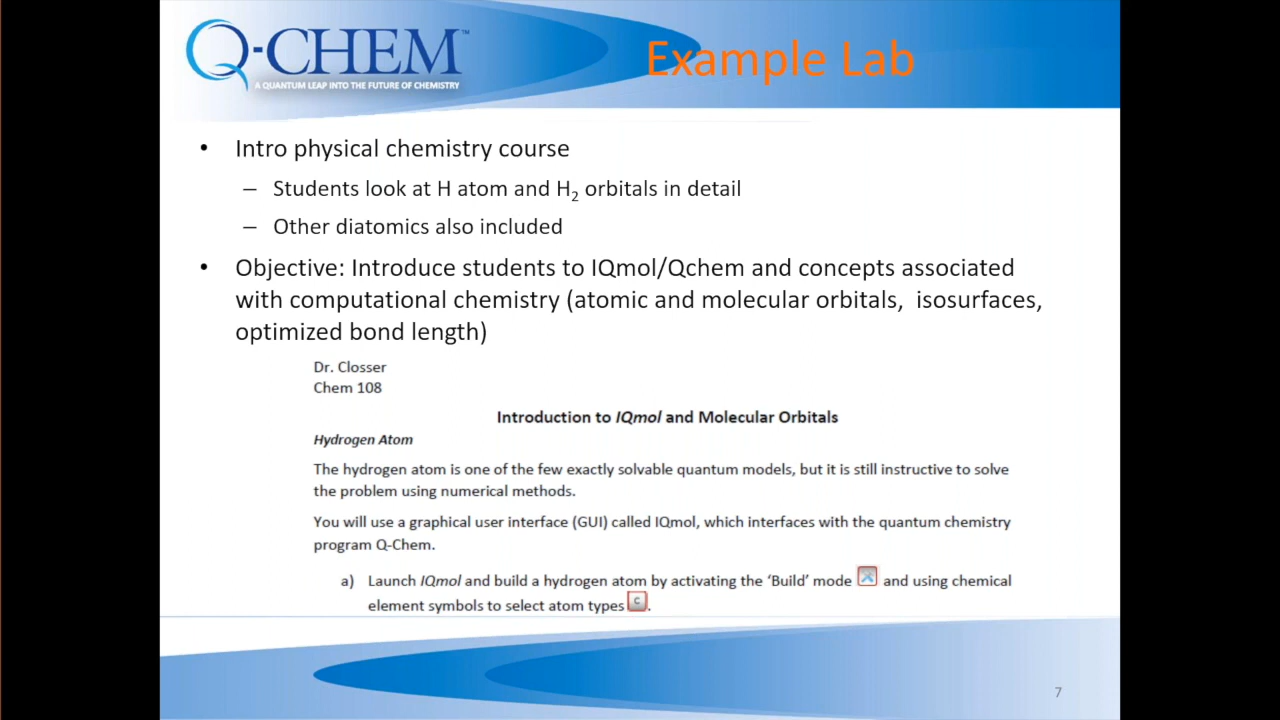 Q-CHEM™
A QUANTUM LEAP INTO THE FUTURE OF CHEMISTRY
Example Lab
• Intro physical chemistry course
– Students look at H atom and H₂ orbitals in detail
– Other diatomics also included
• Objective: Introduce students to IQmol/Qchem and concepts associated
with computational chemistry (atomic and molecular orbitals, isosurfaces,
optimized bond length)
Dr. Closser
Chem 108
Introduction to IQmol and Molecular Orbitals
Hydrogen Atom
The hydrogen atom is one of the few exactly solvable quantum models, but it is still instructive to solve
the problem using numerical methods.
You will use a graphical user interface (GUI) called IQmol, which interfaces with the quantum chemistry
program Q-Chem.
a) Launch IQmol and build a hydrogen atom by activating the ‘Build’ mode and using chemical
element symbols to select atom types C.
7